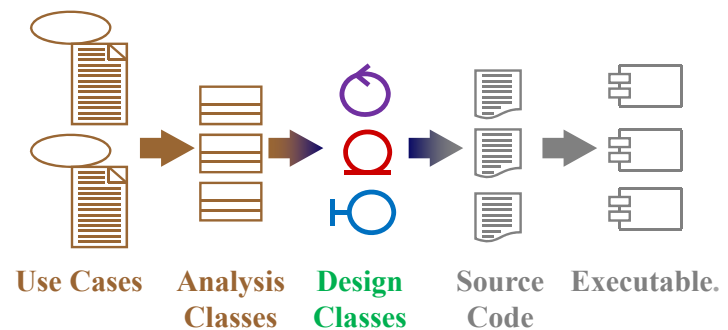 Use Cases
Analysis
Classes
Design
Classes
Source
Code
Executable.